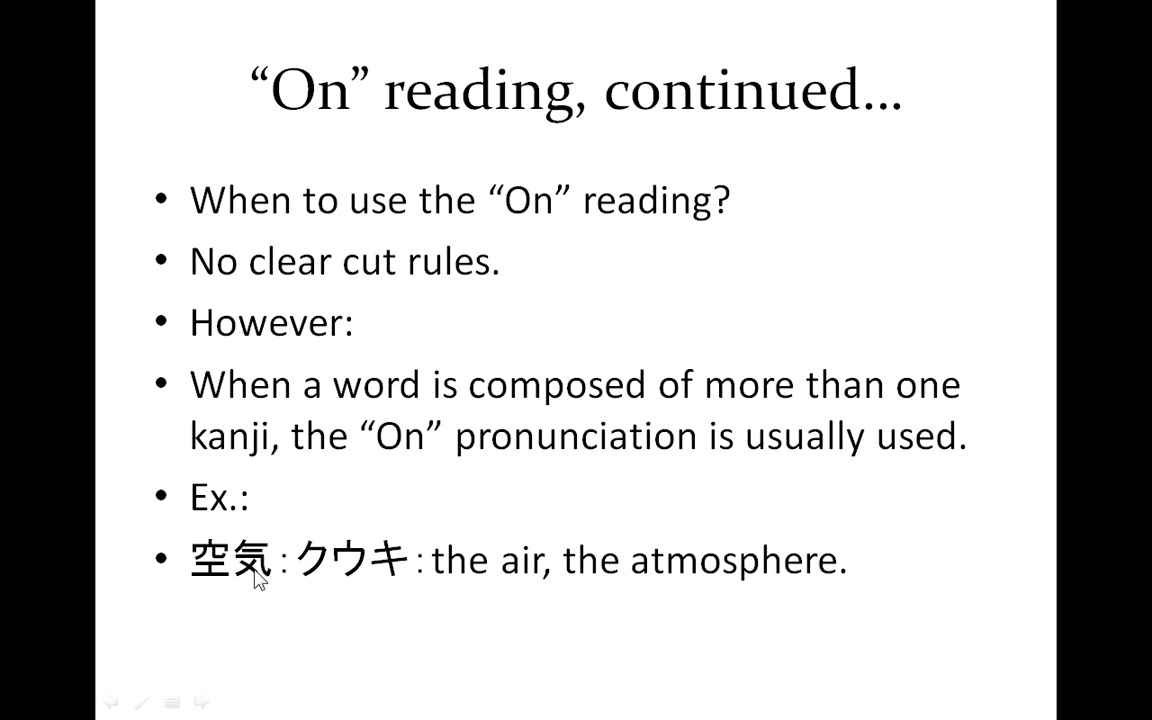 “On” reading, continued...
• When to use the “On” reading?
• No clear cut rules.
• However:
• When a word is composed of more than one
kanji, the “On” pronunciation is usually used.
• Ex.:
• 空気 : クウキ : the air, the atmosphere.